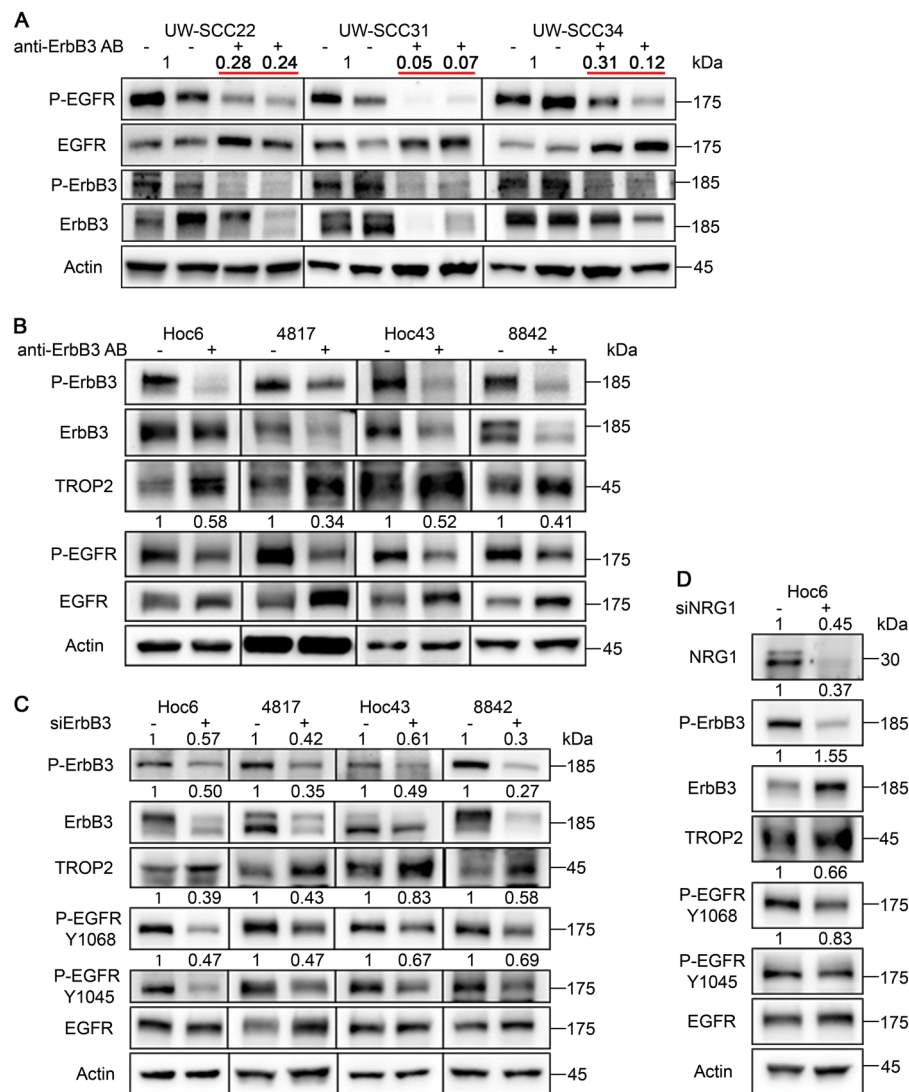 A
UW-SCC22 UW-SCC31 UW-SCC34
anti-ErbB3 AB - - + + - - + + - - + +
1 0.28 0.24 1 0.05 0.07 1 0.31 0.12 kDa
P-EGFR 175
EGFR 175
P-ErbB3 185
ErbB3 185
Actin 45
B
Hoc6 4817 Hoc43 8842
anti-ErbB3 AB - + - + - + - + kDa
P-ErbB3 185
ErbB3 185
TROP2 45
1 0.58 1 0.34 1 0.52 1 0.41
P-EGFR 175
EGFR 175
Actin 45
C
Hoc6 4817 Hoc43 8842
siErbB3 - + - + - + - +
1 0.57 1 0.42 1 0.61 1 0.3 kDa
P-ErbB3 185
1 0.50 1 0.35 1 0.49 1 0.27
ErbB3 185
TROP2 45
1 0.39 1 0.43 1 0.83 1 0.58
P-EGFR
Y1068 175
1 0.47 1 0.47 1 0.67 1 0.69
P-EGFR
Y1045 175
EGFR 175
Actin 45
D
Hoc6
siNRG1 - +
1 0.45 kDa
NRG1 30
1 0.37
P-ErbB3 185
1 1.55
ErbB3 185
TROP2 45
1 0.66
P-EGFR
Y1068 175
1 0.83
P-EGFR
Y1045 175
EGFR 175
Actin 45